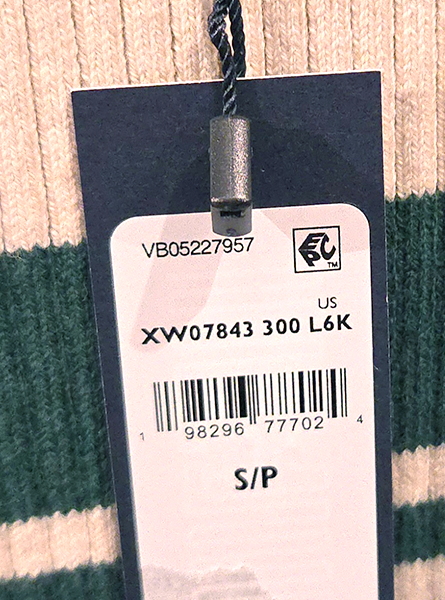 VB05227957
EPC
TM
US
XW07843 300 L6K
1 98296 77702 4
S/P